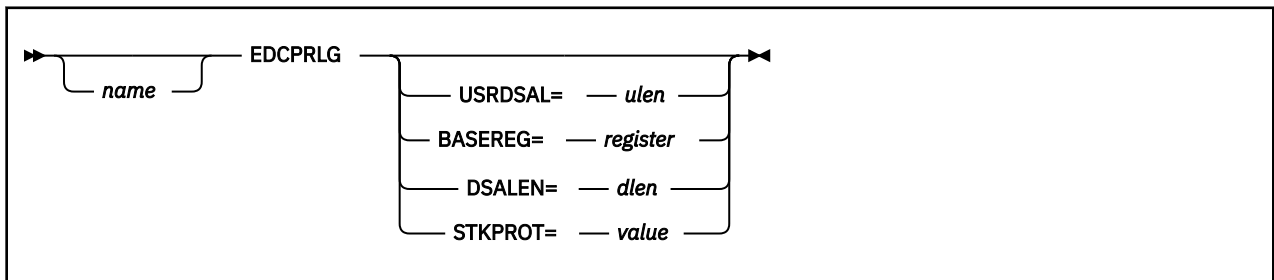 EDCPRLG
name
USRDSAL= ulen
BASEREG= register
DSALEN= dlen
STKPROT= value